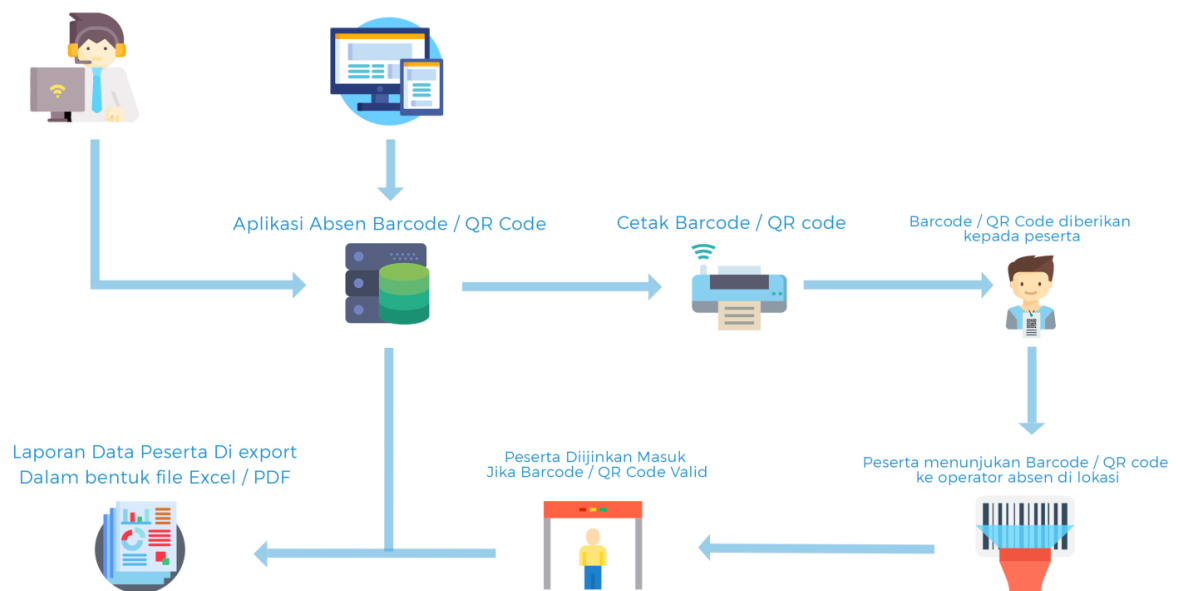 Aplikasi Absen Barcode / QR Code
Cetak Barcode / QR code
Barcode / QR Code diberikan
kepada peserta
Laporan Data Peserta Di export
Dalam bentuk file Excel / PDF
Peserta Diijinkan Masuk
Jika Barcode / QR Code Valid
Peserta menunjukan Barcode / QR code
ke operator absen di lokasi